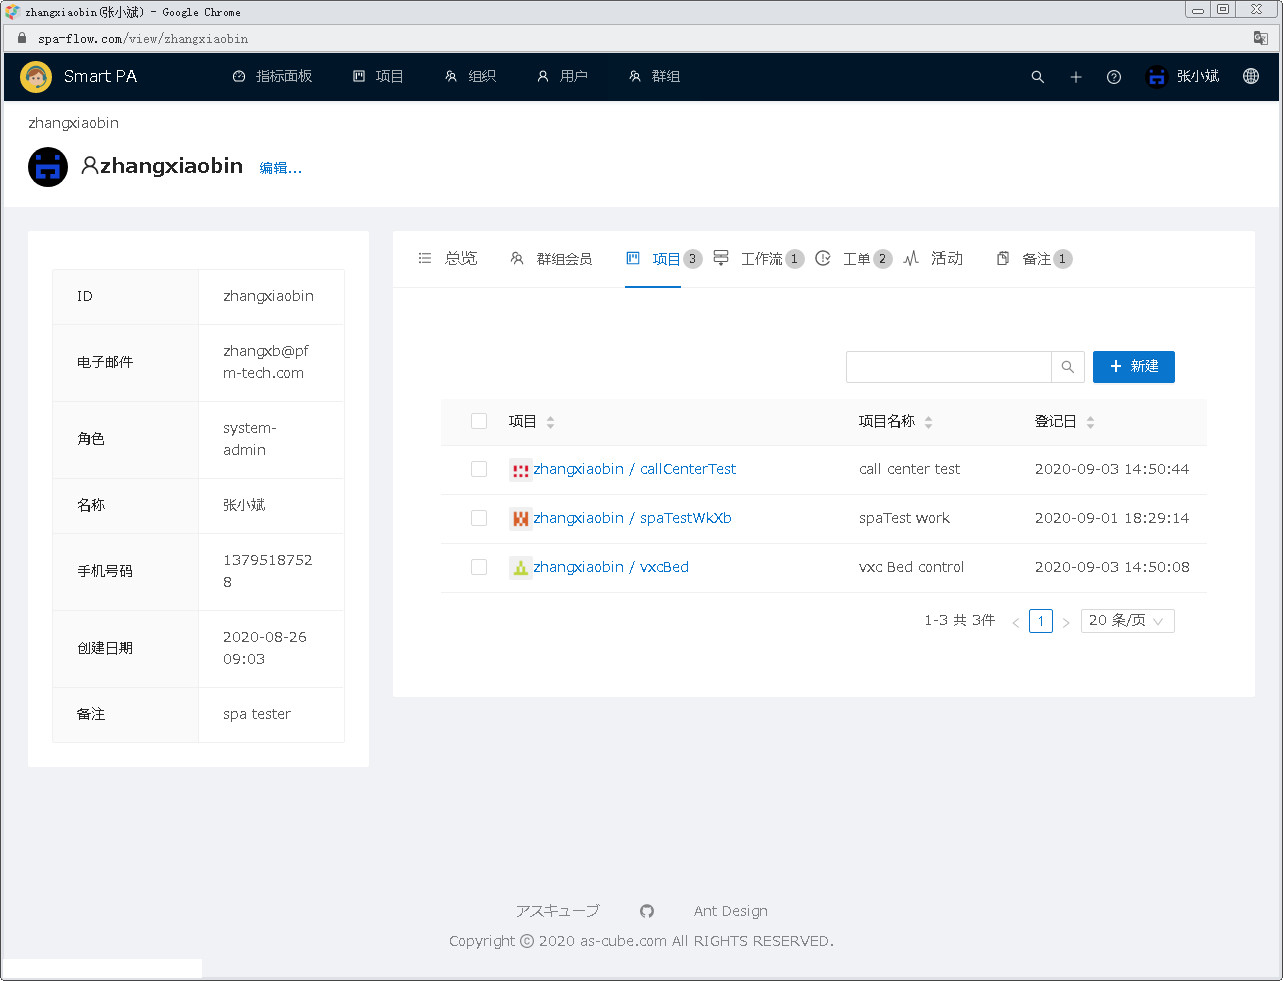 zhangxiaobin(张小斌) - Google Chrome
spa-flow.com/view/zhangxiaobin
Smart PA 指标面板 项目 组织 用户 群组 张小斌
zhangxiaobin
zhangxiaobin 编辑...
总览 群组会员 项目 3 工作流 1 工单 2 活动 备注 1
ID zhangxiaobin
电子邮件 zhangxb@pf
m-tech.com
角色 system-
admin
名称 张小斌
手机号码 1379518752
8
创建日期 2020-08-26
09:03
备注 spa tester
新建
项目 项目名称 登记日
zhangxiaobin / callCenterTest call center test 2020-09-03 14:50:44
zhangxiaobin / spaTestWkXb spaTest work 2020-09-01 18:29:14
zhangxiaobin / vxcBed vxc Bed control 2020-09-03 14:50:08
1-3 共 3件 < 1 > 20 条/页
アスキューブ Ant Design
Copyright © 2020 as-cube.com All RIGHTS RESERVED.